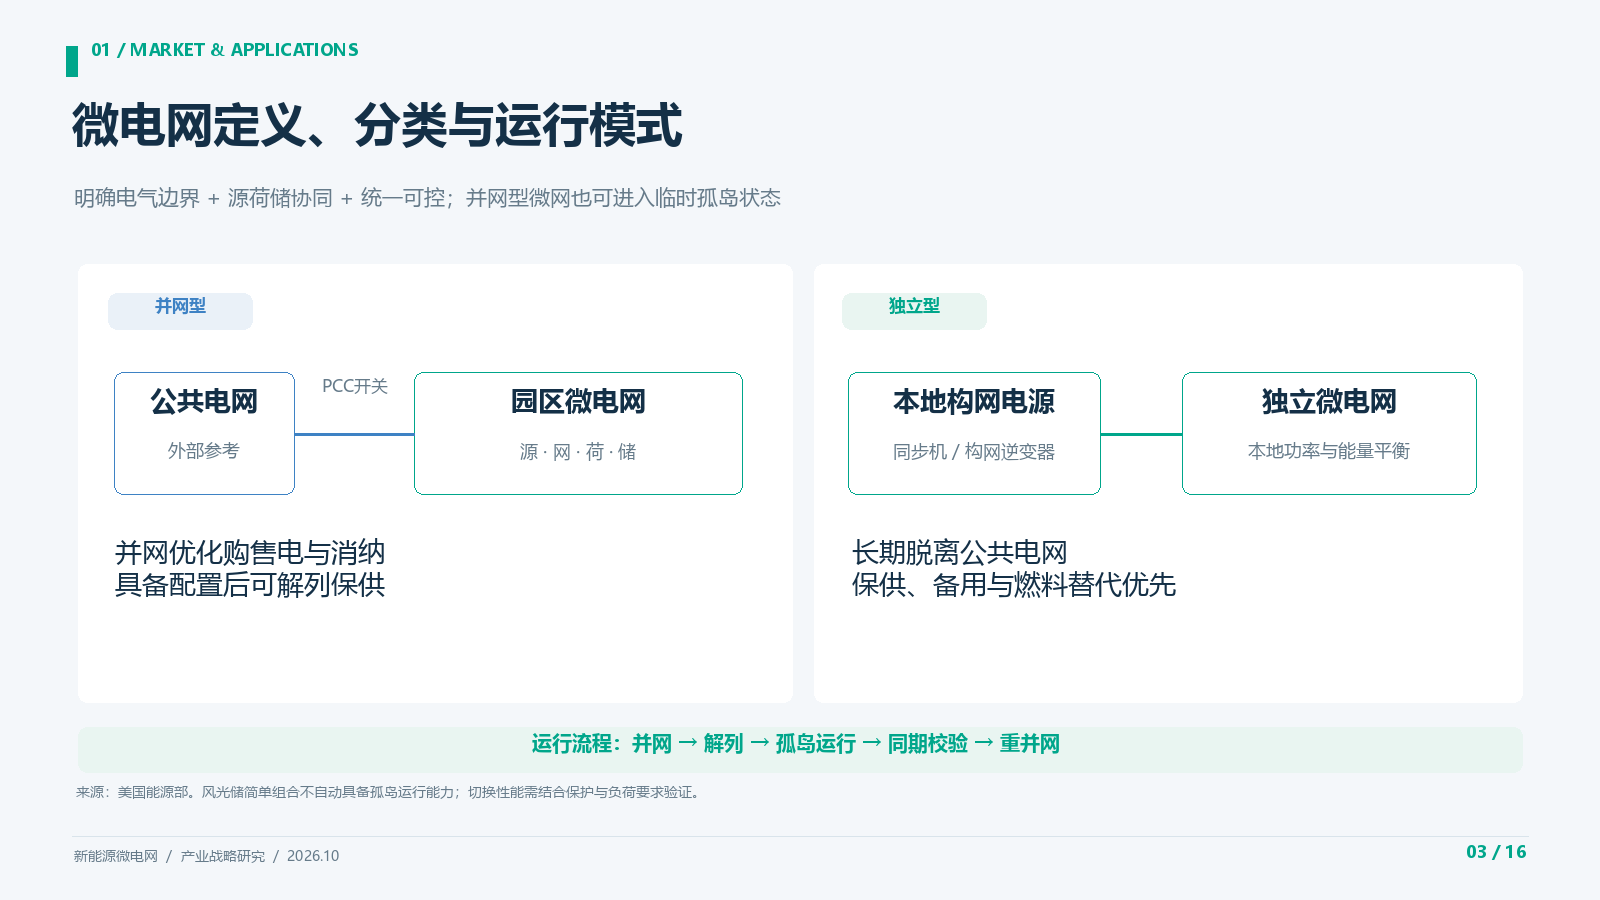 01 / MARKET & APPLICATIONS
微电网定义、分类与运行模式
明确电气边界 + 源荷储协同 + 统一可控；并网型微网也可进入临时孤岛状态
并网型
公共电网
外部参考
PCC开关
园区微电网
源 · 网 · 荷 · 储
并网优化购售电与消纳
具备配置后可解列保供
独立型
本地构网电源
同步机 / 构网逆变器
独立微电网
本地功率与能量平衡
长期脱离公共电网
保供、备用与燃料替代优先
运行流程：并网 → 解列 → 孤岛运行 → 同期校验 → 重并网
来源：美国能源部。风光储简单组合不自动具备孤岛运行能力；切换性能需结合保护与负荷要求验证。
新能源微电网 / 产业战略研究 / 2026.10
03 / 16